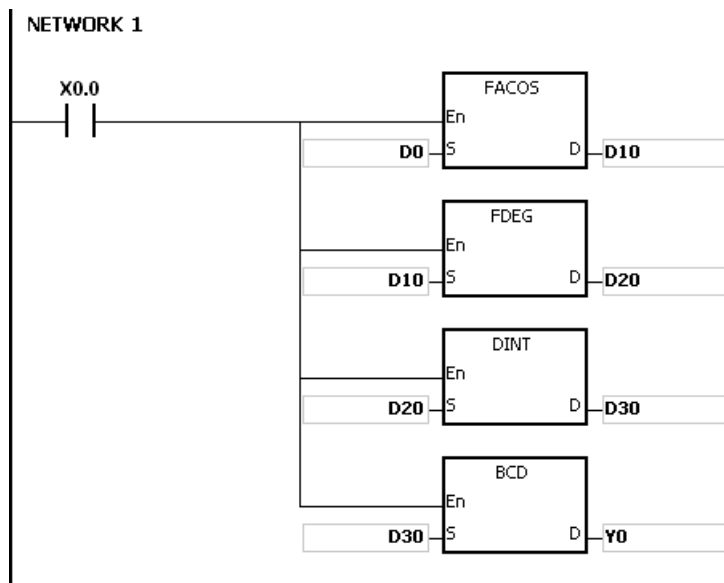 NETWORK 1
X0.0
FACOS
En
D0 S D D10
FDEG
En
D10 S D D20
DINT
En
D20 S D D30
BCD
En
D30 S D Y0